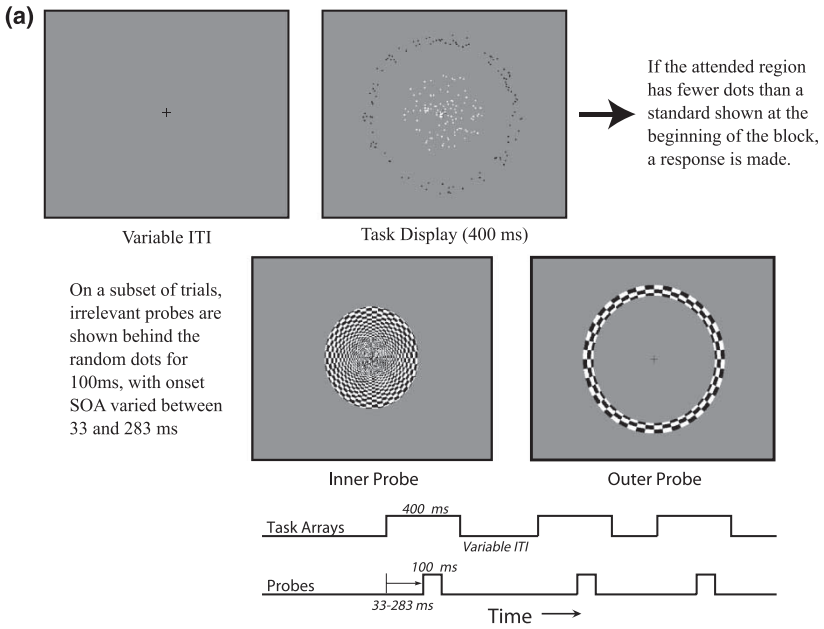 (a)
If the attended region
has fewer dots than a
standard shown at the
beginning of the block,
a response is made.
Variable ITI
Task Display (400 ms)
On a subset of trials,
irrelevant probes are
shown behind the
random dots for
100ms, with onset
SOA varied between
33 and 283 ms
Inner Probe
Outer Probe
400 ms
Task Arrays
Variable ITI
100 ms
Probes
33-283 ms
Time